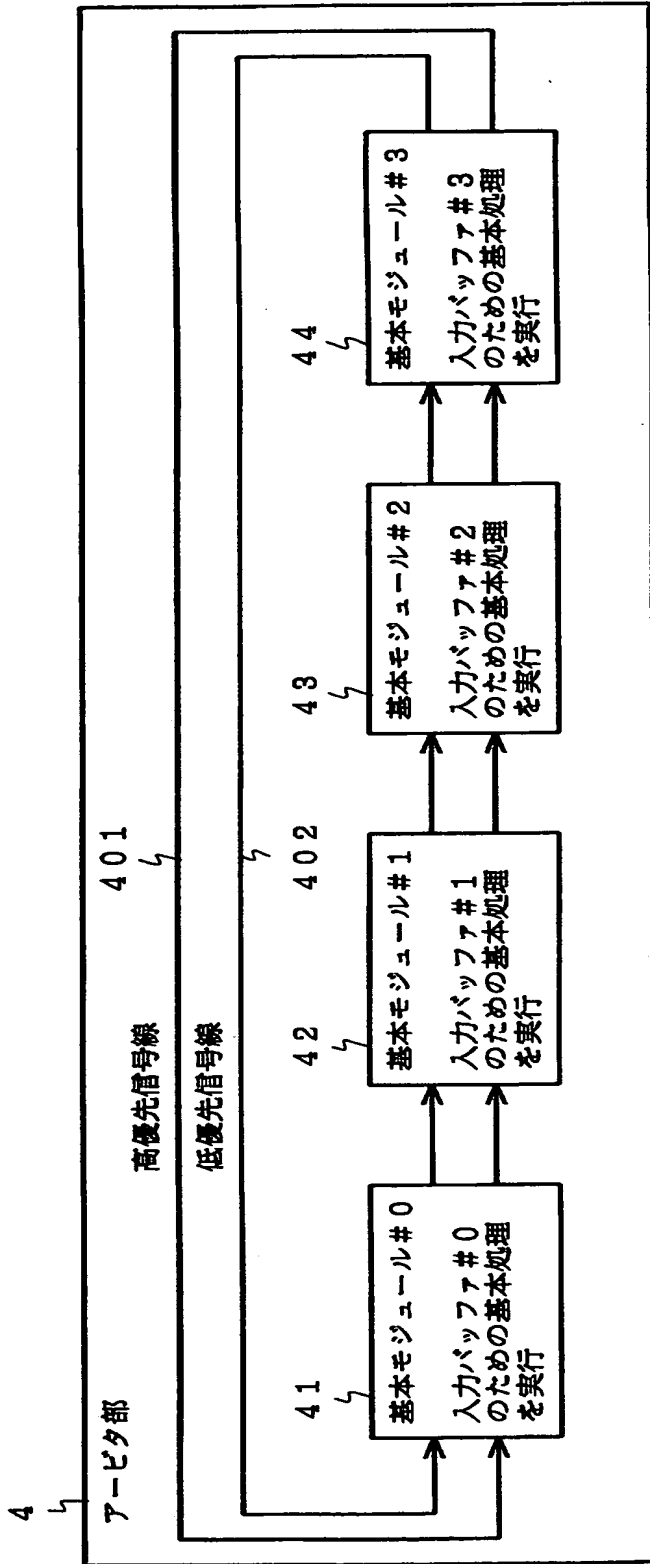 4
アービタ部
401
高優先信号線
低優先信号線
402
41
基本モジュール#0
入力バッファ#0
のための基本処理
を実行
42
基本モジュール#1
入力バッファ#1
のための基本処理
を実行
43
基本モジュール#2
入力バッファ#2
のための基本処理
を実行
44
基本モジュール#3
入力バッファ#3
のための基本処理
を実行